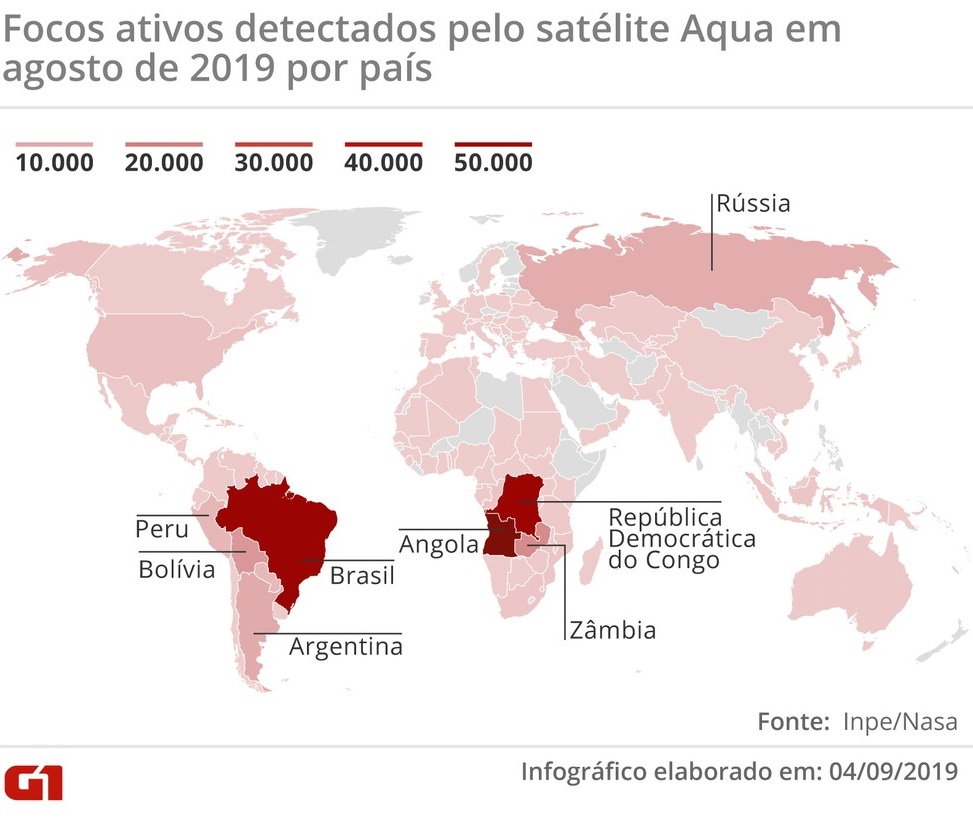 Focos ativos detectados pelo satélite Aqua em
agosto de 2019 por país
10.000 20.000 30.000 40.000 50.000
Rússia
Peru
Bolívia
Brasil
Argentina
Angola
República
Democrática
do Congo
Zâmbia
Fonte: Inpe/Nasa
G1
Infográfico elaborado em: 04/09/2019